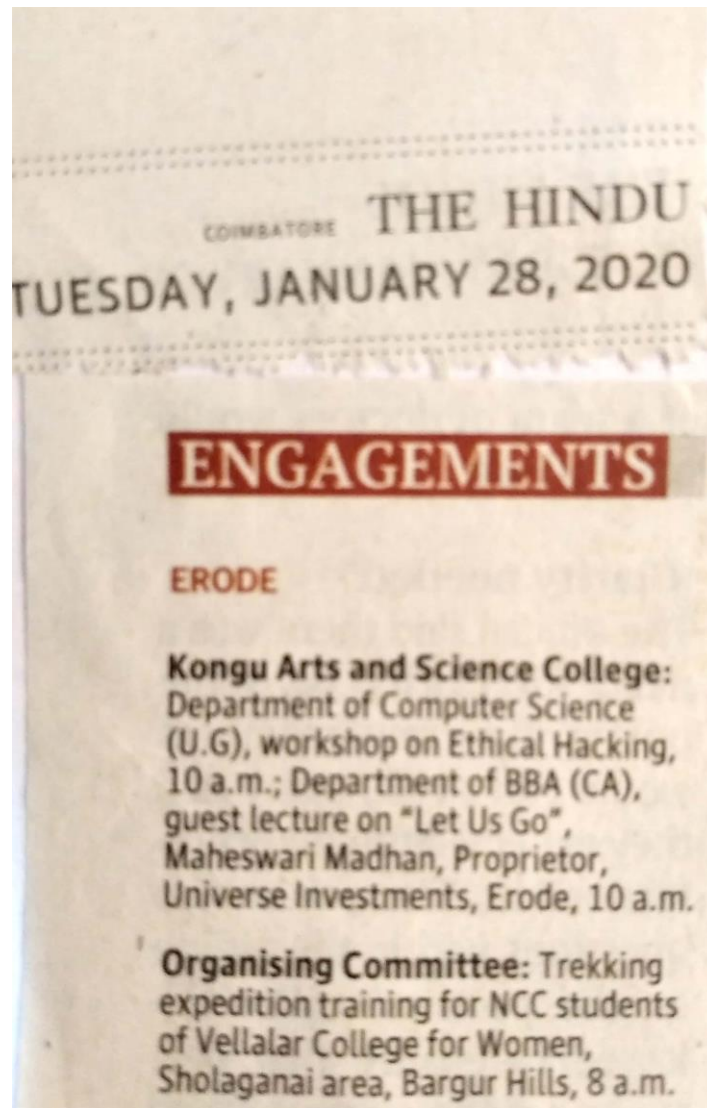 COIMBATORE THE HINDU
TUESDAY, JANUARY 28, 2020
ENGAGEMENTS
ERODE
Kongu Arts and Science College:
Department of Computer Science
(U.G), workshop on Ethical Hacking,
10 a.m.; Department of BBA (CA),
guest lecture on "Let Us Go",
Maheswari Madhan, Proprietor,
Universe Investments, Erode, 10 a.m.
Organising Committee: Trekking
expedition training for NCC students
of Vellalar College for Women,
Sholaganai area, Bargur Hills, 8 a.m.